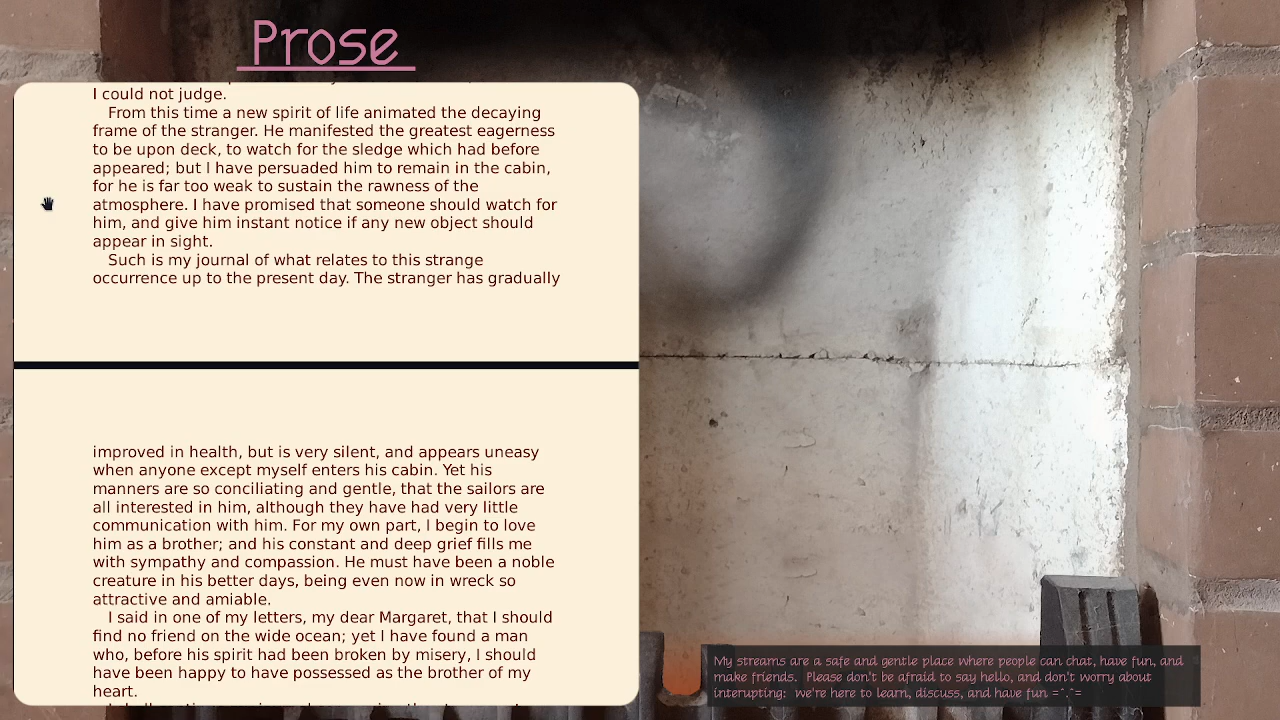 Prose
I could not judge.
From this time a new spirit of life animated the decaying
frame of the stranger. He manifested the greatest eagerness
to be upon deck, to watch for the sledge which had before
appeared; but I have persuaded him to remain in the cabin,
for he is far too weak to sustain the rawness of the
atmosphere. I have promised that someone should watch for
him, and give him instant notice if any new object should
appear in sight.
Such is my journal of what relates to this strange
occurrence up to the present day. The stranger has gradually
improved in health, but is very silent, and appears uneasy
when anyone except myself enters his cabin. Yet his
manners are so conciliating and gentle, that the sailors are
all interested in him, although they have had very little
communication with him. For my own part, I begin to love
him as a brother; and his constant and deep grief fills me
with sympathy and compassion. He must have been a noble
creature in his better days, being even now in wreck so
attractive and amiable.
I said in one of my letters, my dear Margaret, that I should
find no friend on the wide ocean; yet I have found a man
who, before his spirit had been broken by misery, I should
have been happy to have possessed as the brother of my
heart.
My streams are a safe and gentle place where people can chat, have fun, and
make friends.  Please don't be afraid to say hello, and don't worry about
interupting:  we're here to learn, discuss, and have fun =^.^=